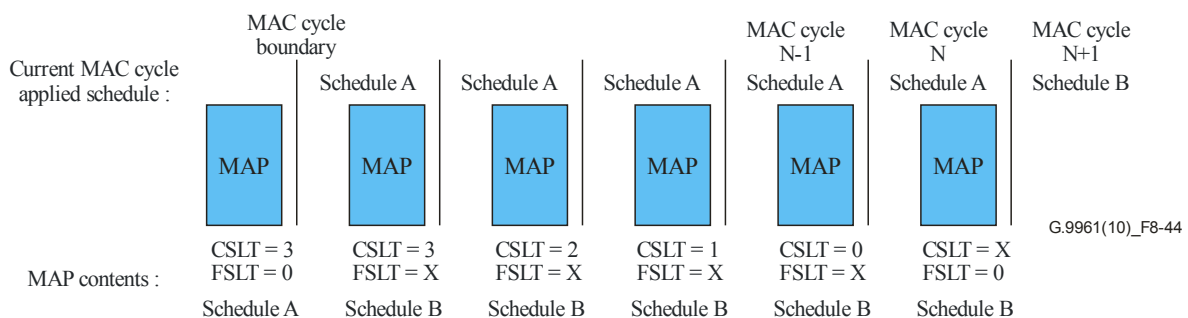 MAC cycle
boundary
MAC cycle
N-1
MAC cycle
N
MAC cycle
N+1
Current MAC cycle
applied schedule :
Schedule A
Schedule A
Schedule A
Schedule A
Schedule A
Schedule B
MAP
MAP
MAP
MAP
MAP
MAP
G.9961(10)_F8-44
MAP contents :
CSLT = 3
FSLT = 0
Schedule A
CSLT = 3
FSLT = X
Schedule B
CSLT = 2
FSLT = X
Schedule B
CSLT = 1
FSLT = X
Schedule B
CSLT = 0
FSLT = X
Schedule B
CSLT = X
FSLT = 0
Schedule B